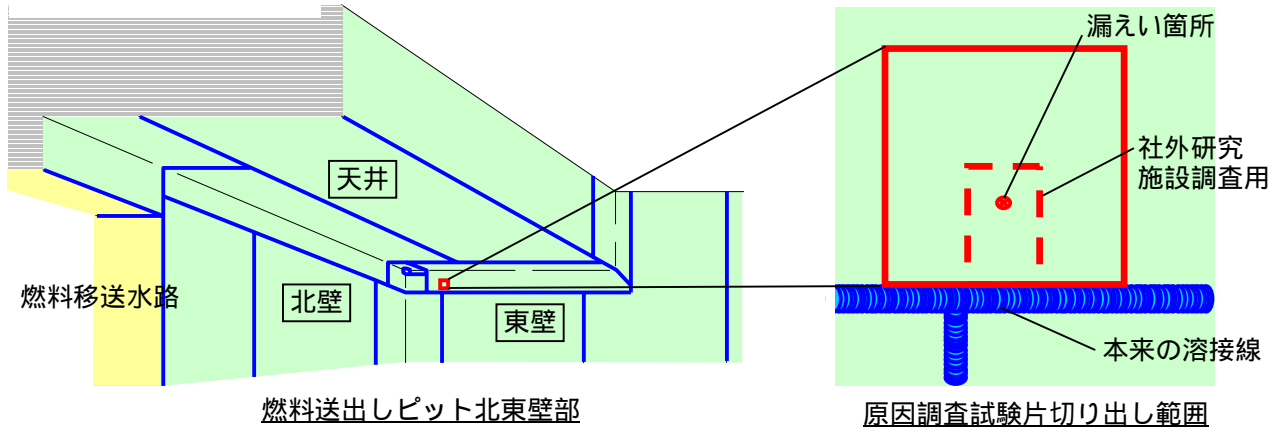 漏えい箇所
社外研究
施設調査用
天井
燃料移送水路
北壁
東壁
本来の溶接線
燃料送出しピット北東壁部
原因調査試験片切り出し範囲